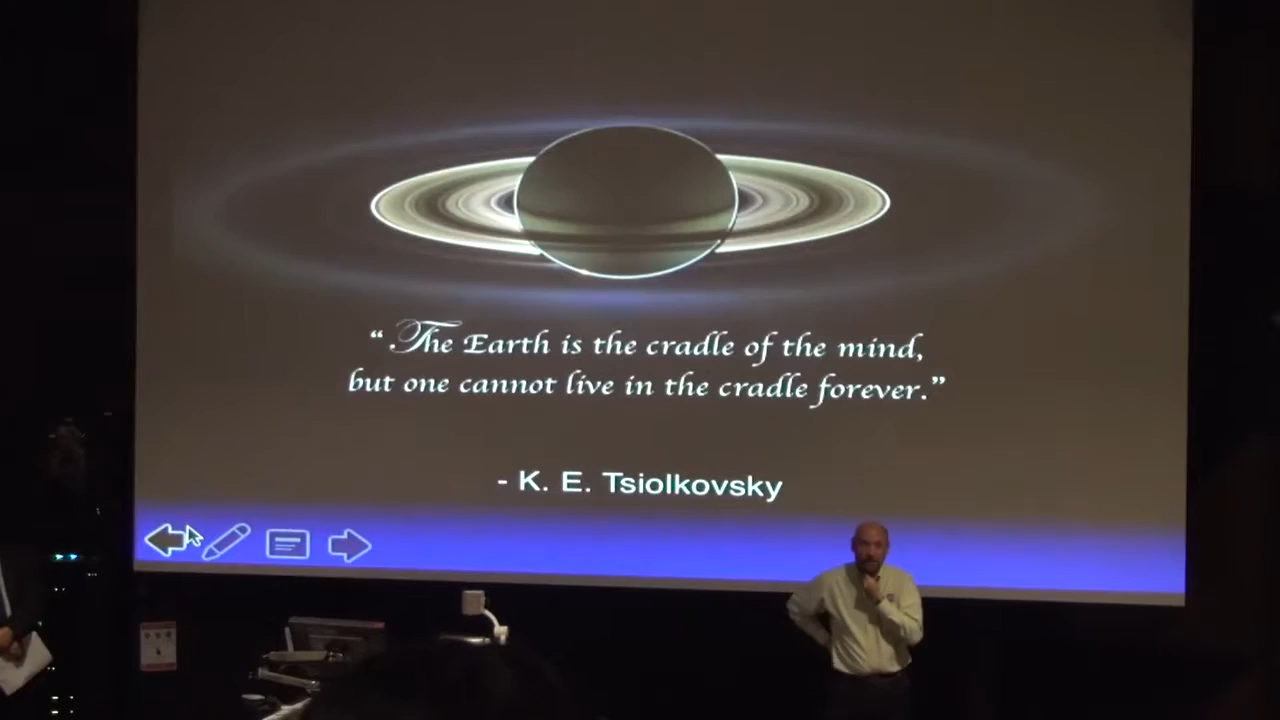 “The Earth is the cradle of the mind,
but one cannot live in the cradle forever.”
- K. E. Tsiolkovsky